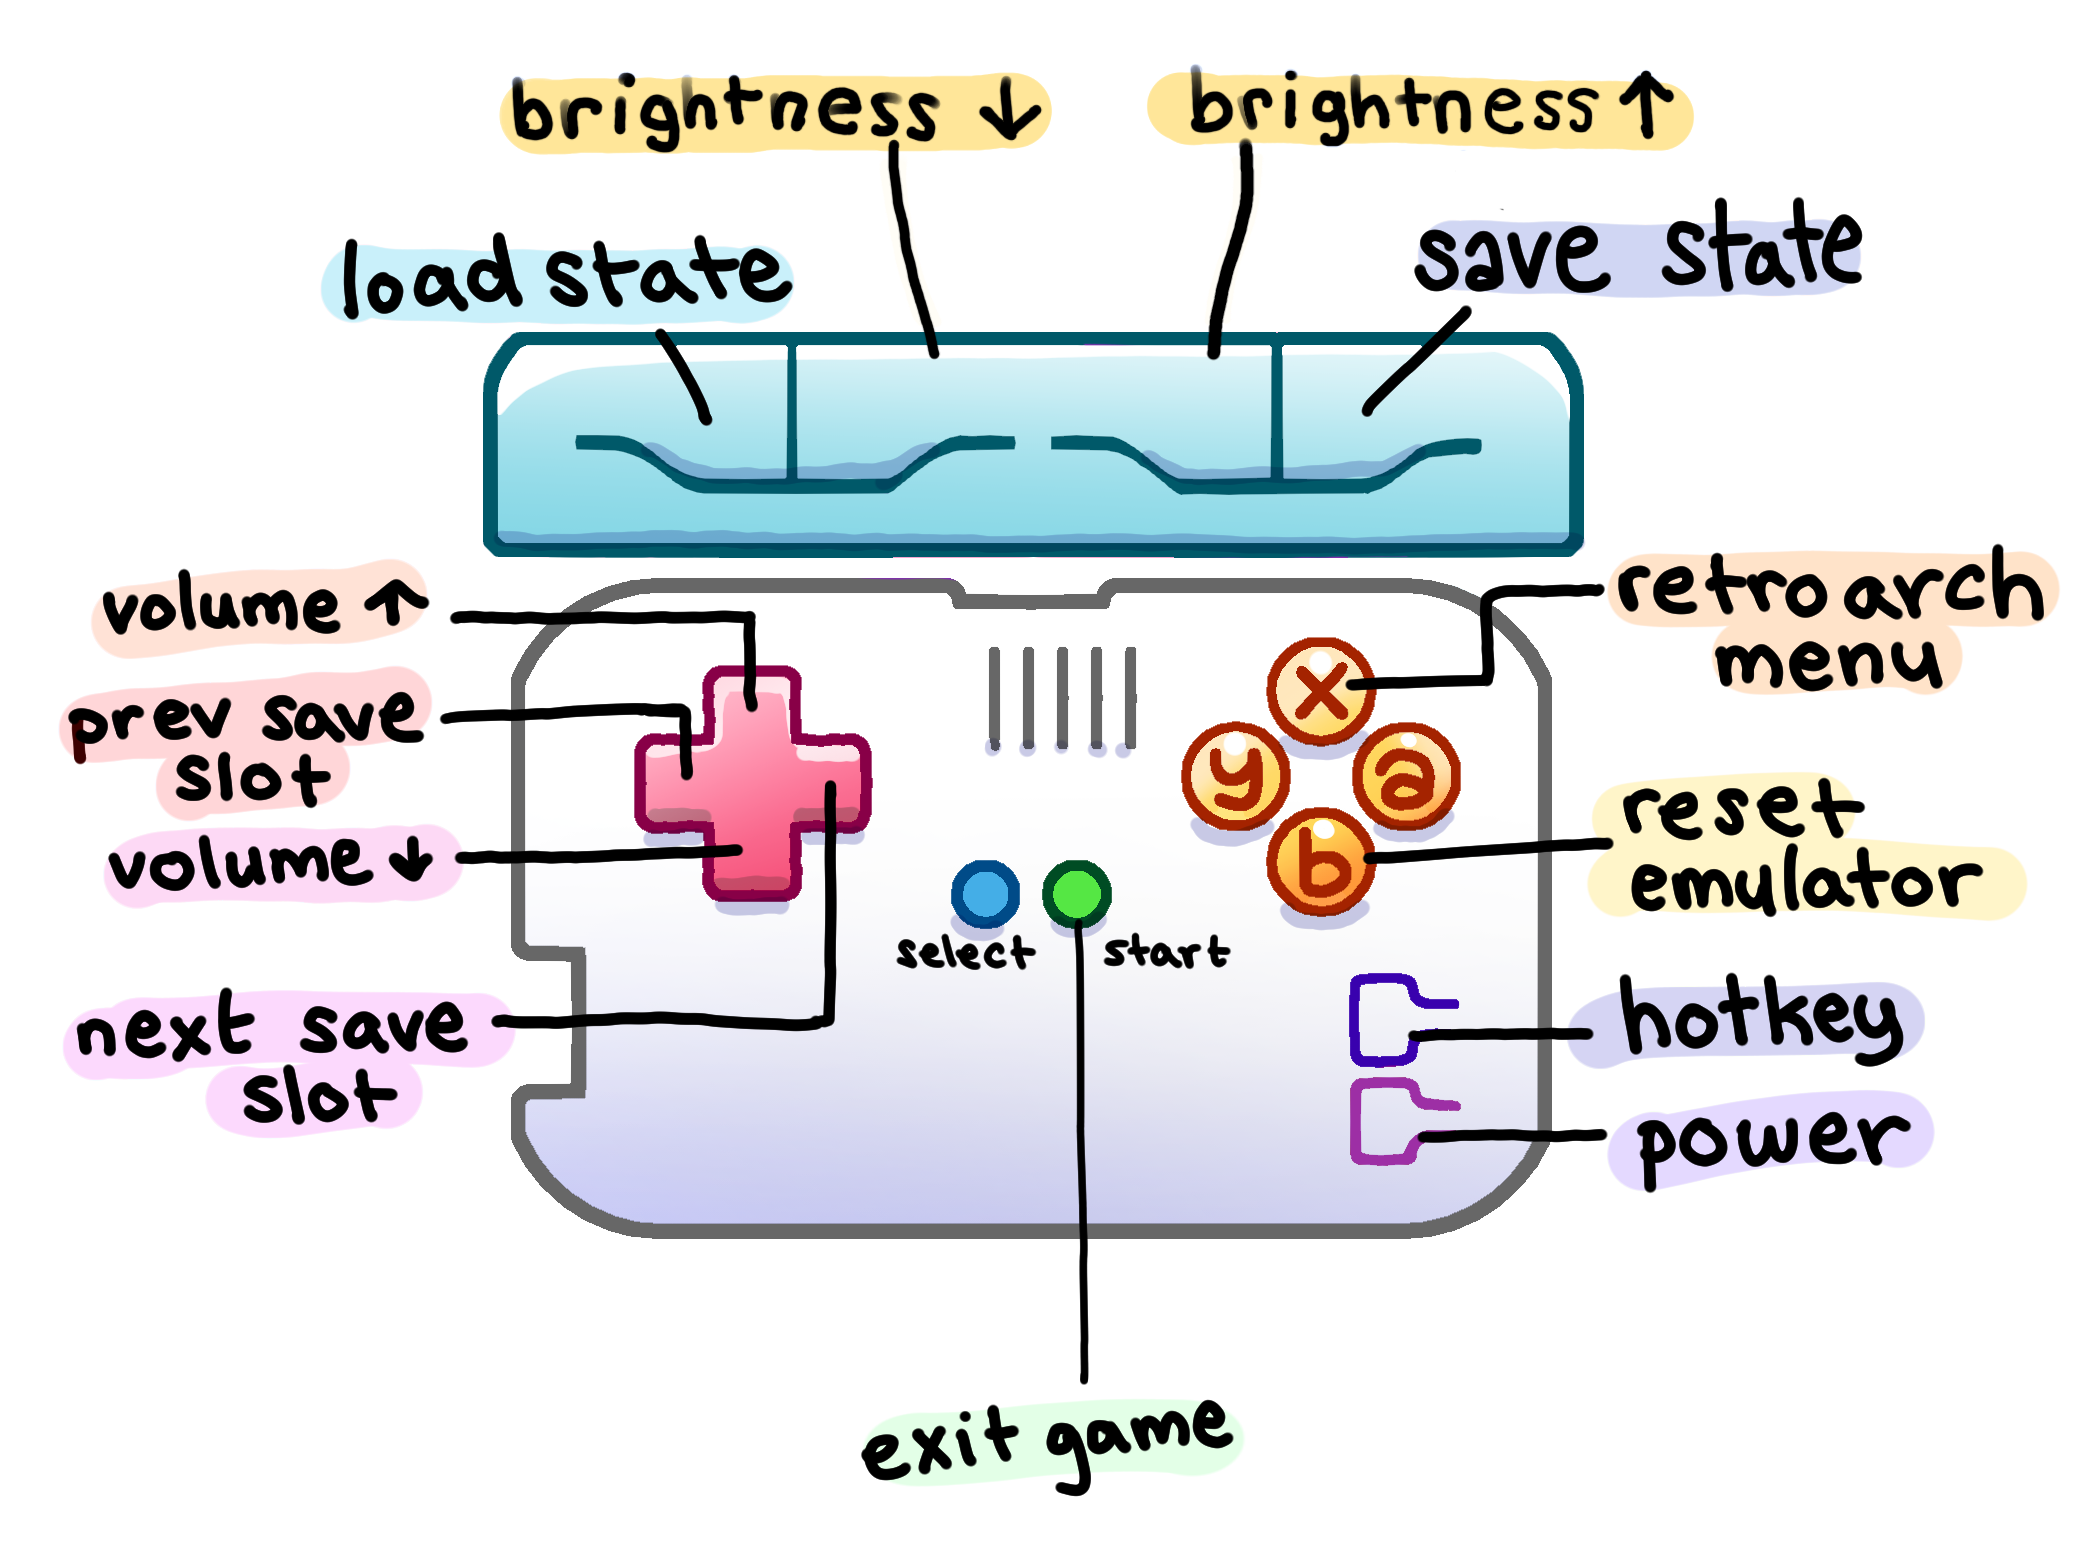 brightness ↓
brightness ↑
load state
save state
volume ↑
prev save
slot
volume ↓
next save
slot
x
y
a
b
select
start
retroarch
menu
reset
emulator
hotkey
power
exit game